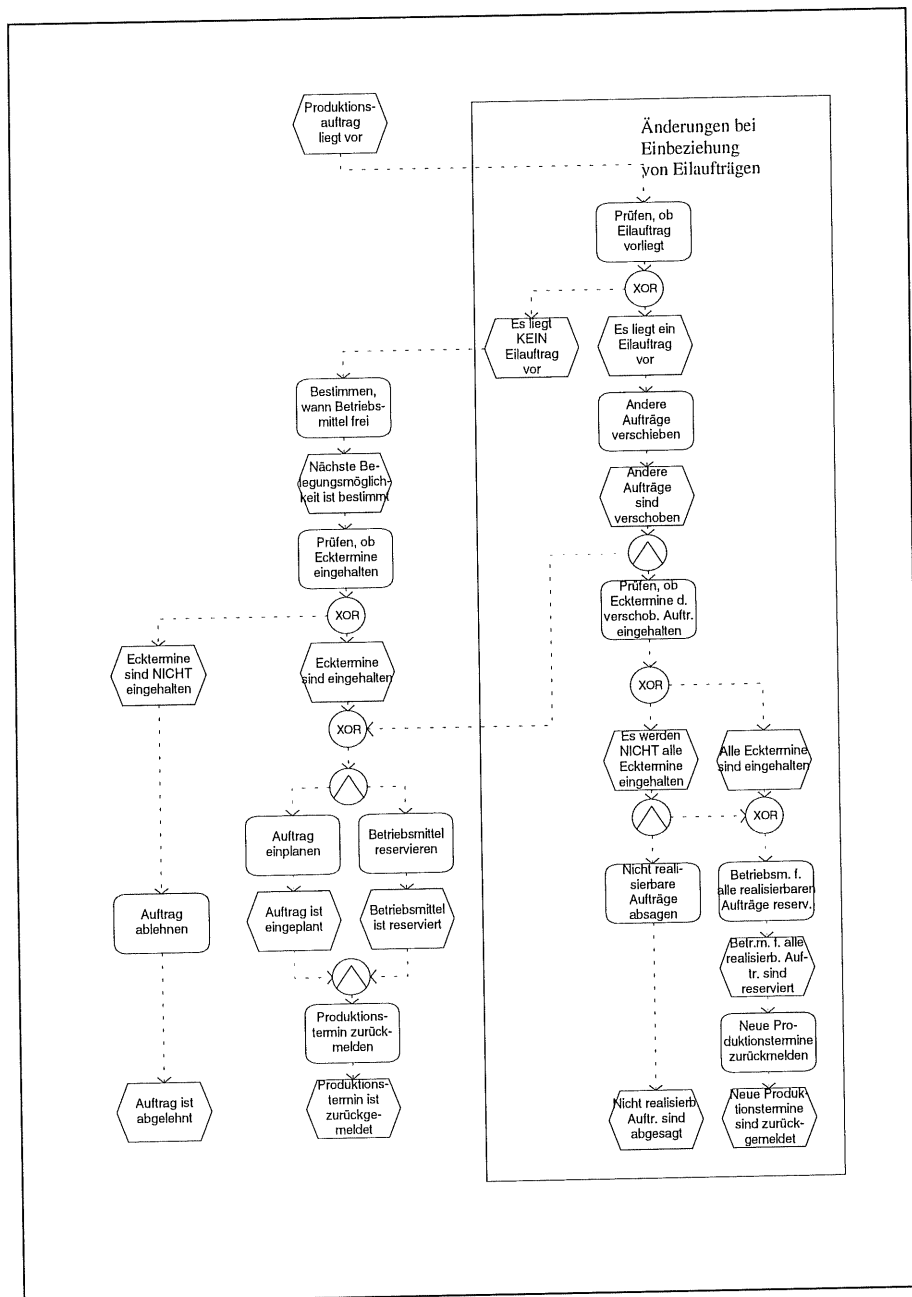 Produktions-
auftrag
liegt vor
Änderungen bei
Einbeziehung
von Eilaufträgen
Prüfen, ob
Eilauftrag
vorliegt
XOR
Es liegt
KEIN
Eilauftrag
vor
Es liegt ein
Eilauftrag
vor
Bestimmen,
wann Betriebs-
mittel frei
Andere
Aufträge
verschieben
Nächste Be-
legungsmöglich-
keit ist bestimmt
Andere
Aufträge
sind
verschoben
Prüfen, ob
Ecktermine
eingehalten
Prüfen, ob
Ecktermine d.
verschob. Auftr.
eingehalten
XOR
Ecktermine
sind NICHT
eingehalten
Ecktermine
sind eingehalten
XOR
XOR
Es werden
NICHT alle
Ecktermine
eingehalten
Alle Ecktermine
sind eingehalten
XOR
Auftrag
einplanen
Betriebsmittel
reservieren
Nicht reali-
sierbare
Aufträge
absagen
Betriebsm. f.
alle realisierbaren
Aufträge reserv.
Auftrag
ablehnen
Auftrag ist
eingeplant
Betriebsmittel
ist reserviert
Betr.m. f. alle
realisierb. Auf-
tr. sind
reserviert
Produktions-
termin zurück-
melden
Neue Pro-
duktionstermine
zurückmelden
Auftrag ist
abgelehnt
Produktions-
termin ist
zurückge-
meldet
Nicht realisierb.
Auftr. sind
abgesagt
Neue Produk-
tionstermine
sind zurück-
gemeldet